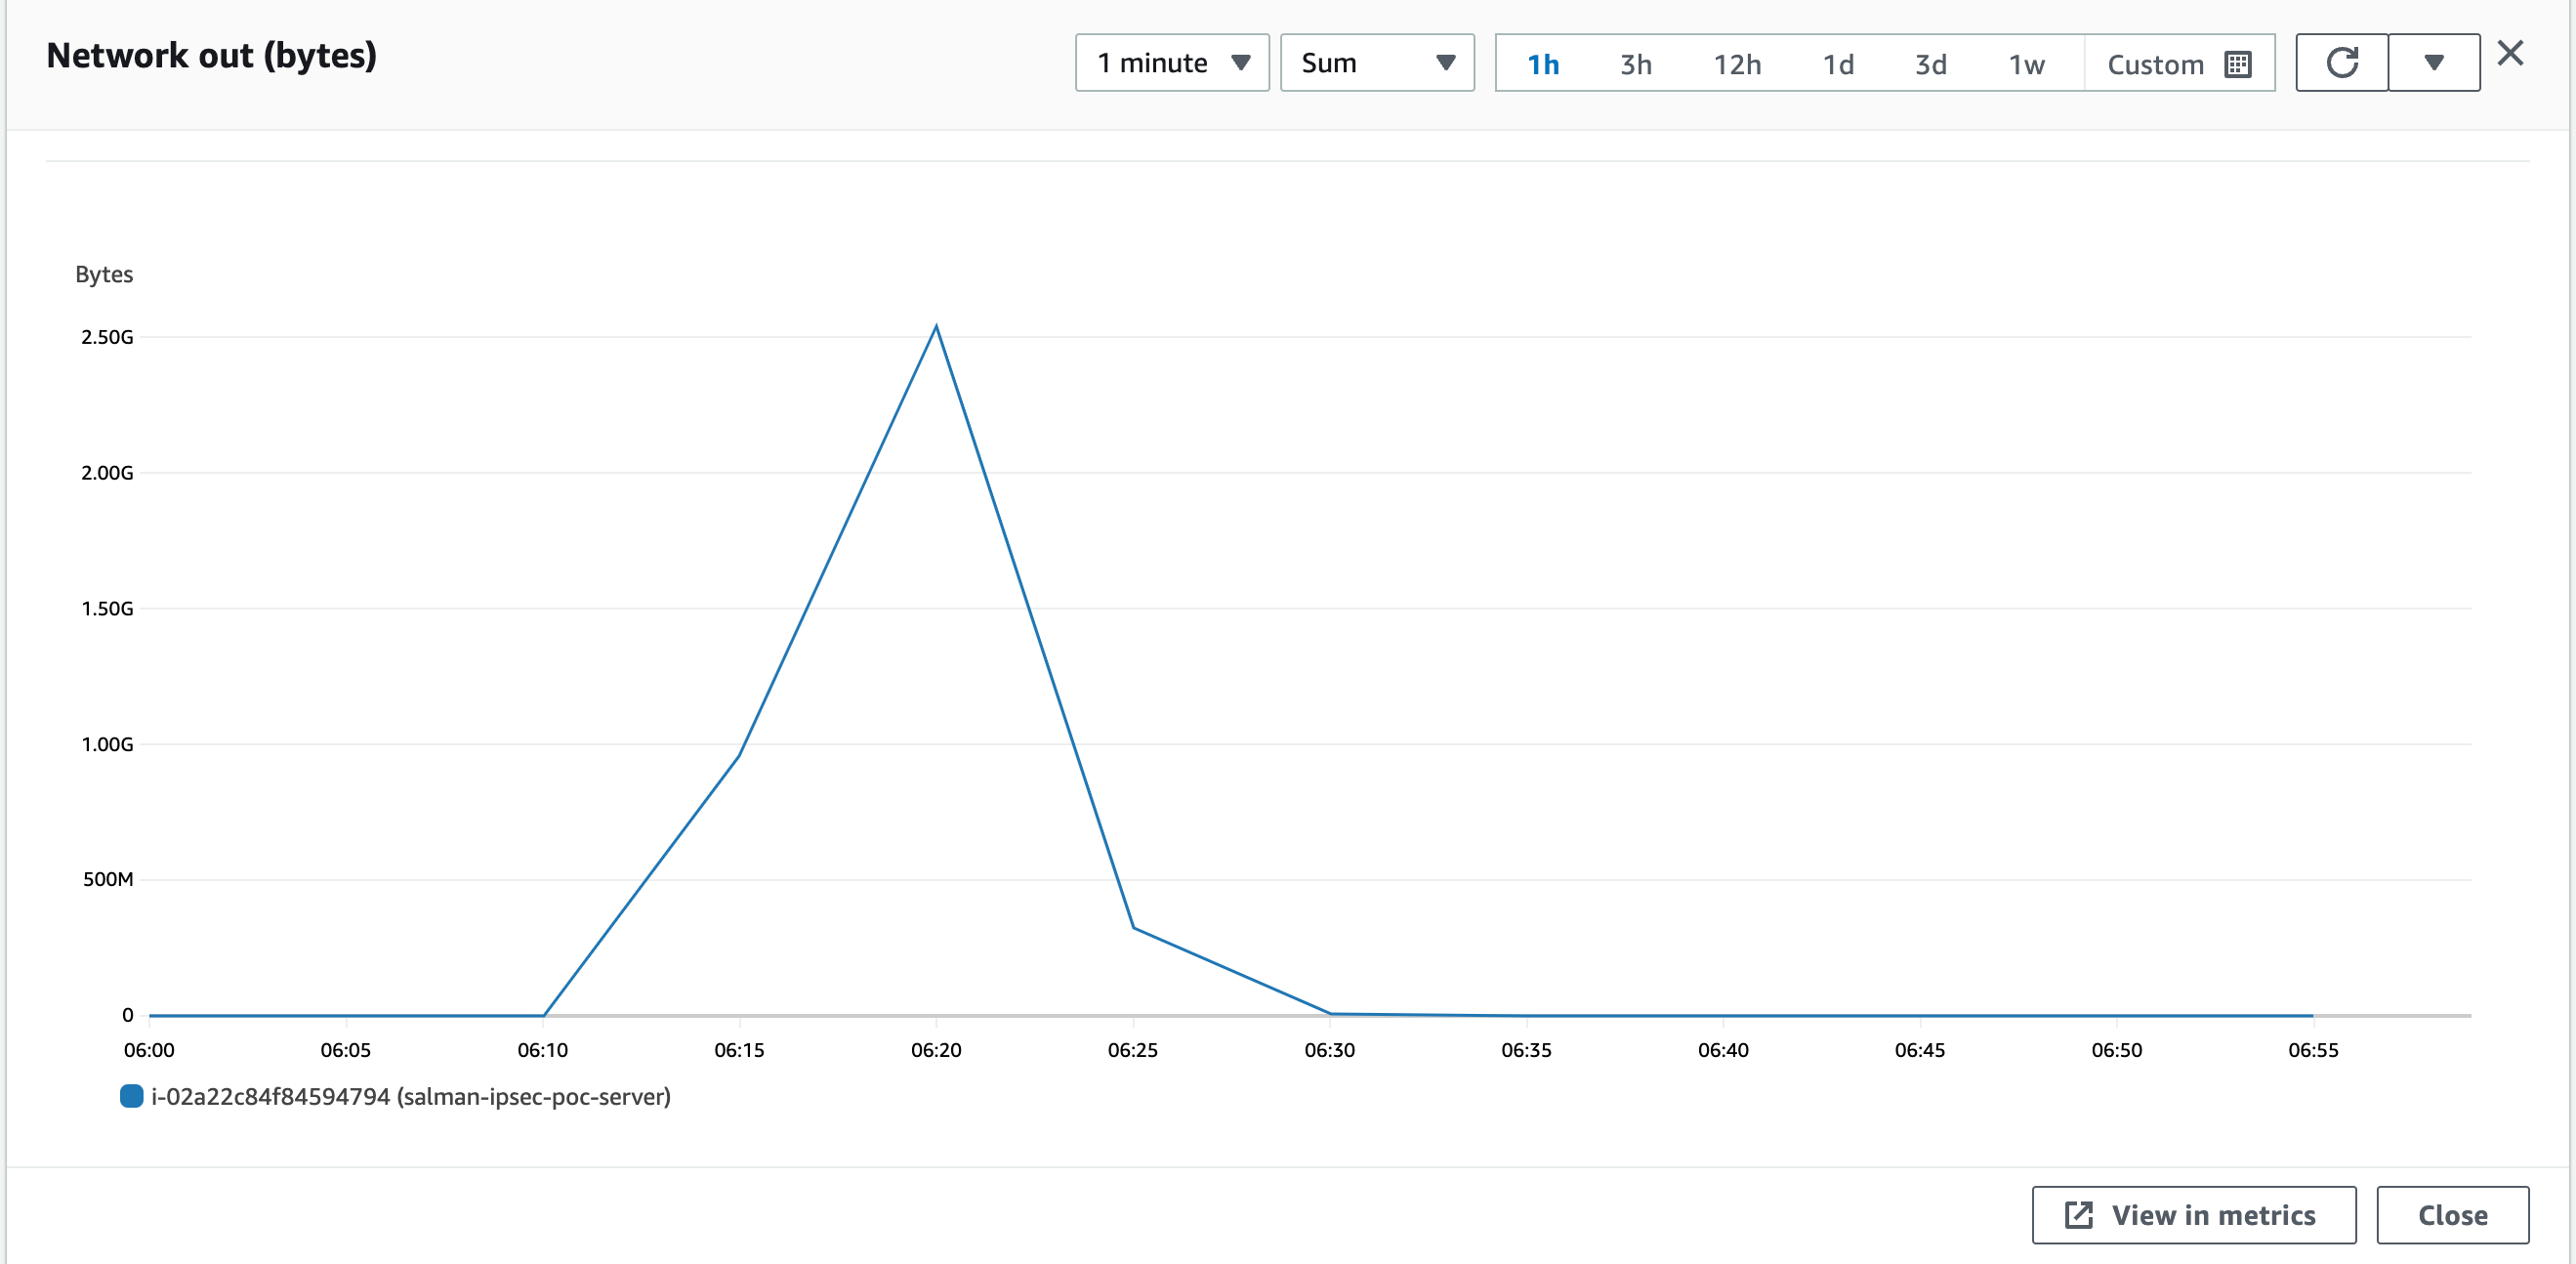 Network out (bytes)
1 minute
Sum
1h 3h 12h 1d 3d 1w Custom
Bytes
2.50G
2.00G
1.50G
1.00G
500M
0
06:00 06:05 06:10 06:15 06:20 06:25 06:30 06:35 06:40 06:45 06:50 06:55
i-02a22c84f84594794 (salman-ipsec-poc-server)
View in metrics
Close